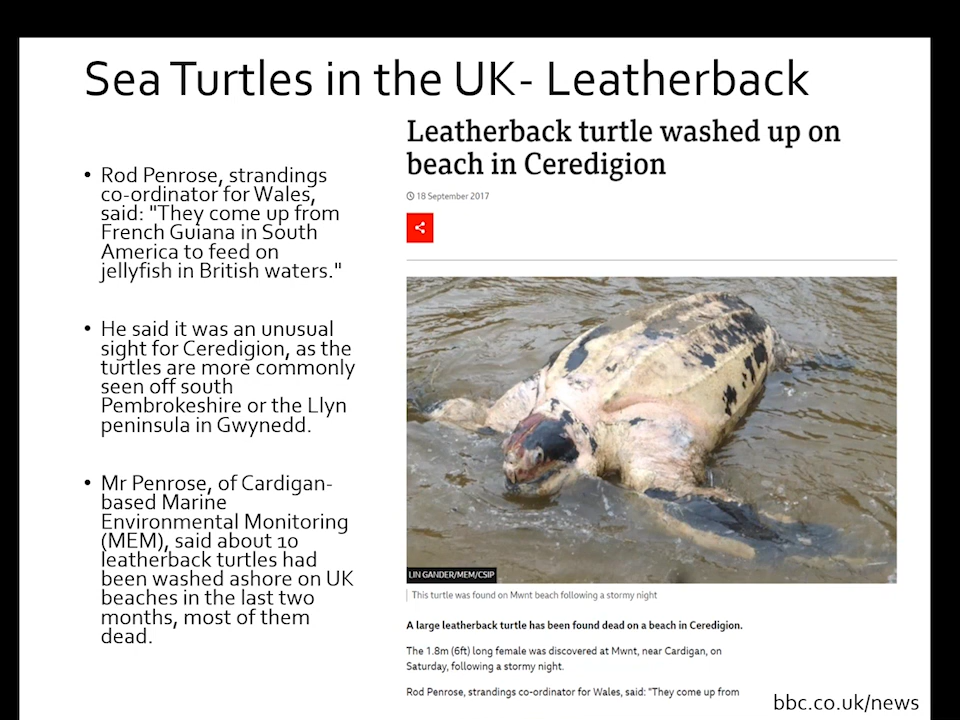 Sea Turtles in the UK- Leatherback
• Rod Penrose, strandings
co-ordinator for Wales,
said: "They come up from
French Guiana in South
America to feed on
jellyfish in British waters."
• He said it was an unusual
sight for Ceredigion, as the
turtles are more commonly
seen off south
Pembrokeshire or the Llyn
peninsula in Gwynedd.
• Mr Penrose, of Cardigan-
based Marine
Environmental Monitoring
(MEM), said about 10
leatherback turtles had
been washed ashore on UK
beaches in the last two
months, most of them
dead.
Leatherback turtle washed up on
beach in Ceredigion
18 September 2017
LIN GANDER/MEM/CSIP
This turtle was found on Mwnt beach following a stormy night
A large leatherback turtle has been found dead on a beach in Ceredigion.
The 1.8m (6ft) long female was discovered at Mwnt, near Cardigan, on
Saturday, following a stormy night.
Rod Penrose, strandings co-ordinator for Wales, said: "They come up from
bbc.co.uk/news